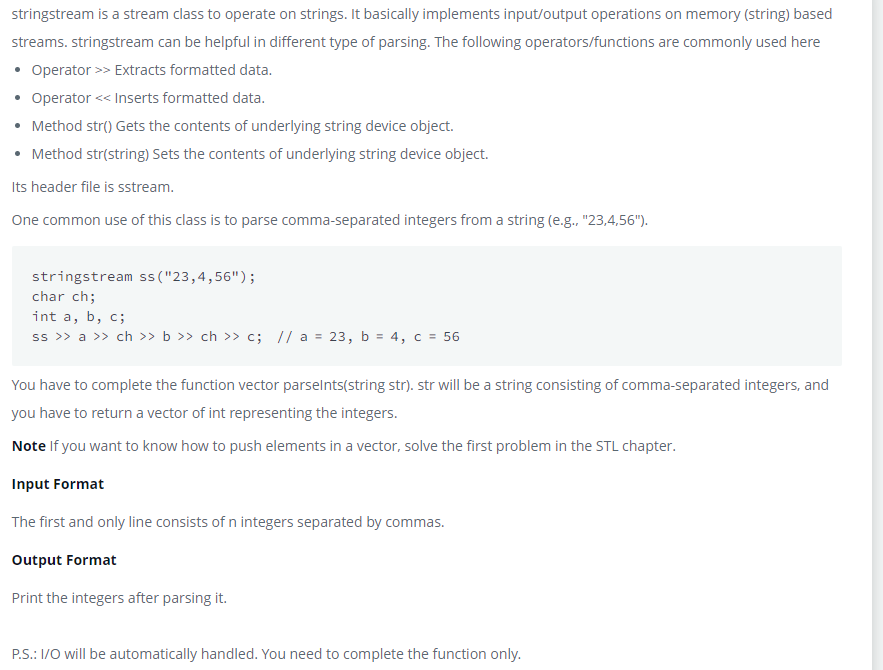 stringstream is a stream class to operate on strings. It basically implements input/output operations on memory (string) based
streams. stringstream can be helpful in different type of parsing. The following operators/functions are commonly used here
• Operator >> Extracts formatted data.
• Operator << Inserts formatted data.
• Method str() Gets the contents of underlying string device object.
• Method str(string) Sets the contents of underlying string device object.
Its header file is sstream.
One common use of this class is to parse comma-separated integers from a string (e.g., "23,4,56").
stringstream ss("23,4,56");
char ch;
int a, b, c;
ss >> a >> ch >> b >> ch >> c;  // a = 23, b = 4, c = 56
You have to complete the function vector parseInts(string str). str will be a string consisting of comma-separated integers, and
you have to return a vector of int representing the integers.
Note If you want to know how to push elements in a vector, solve the first problem in the STL chapter.
Input Format
The first and only line consists of n integers separated by commas.
Output Format
Print the integers after parsing it.
P.S.: I/O will be automatically handled. You need to complete the function only.